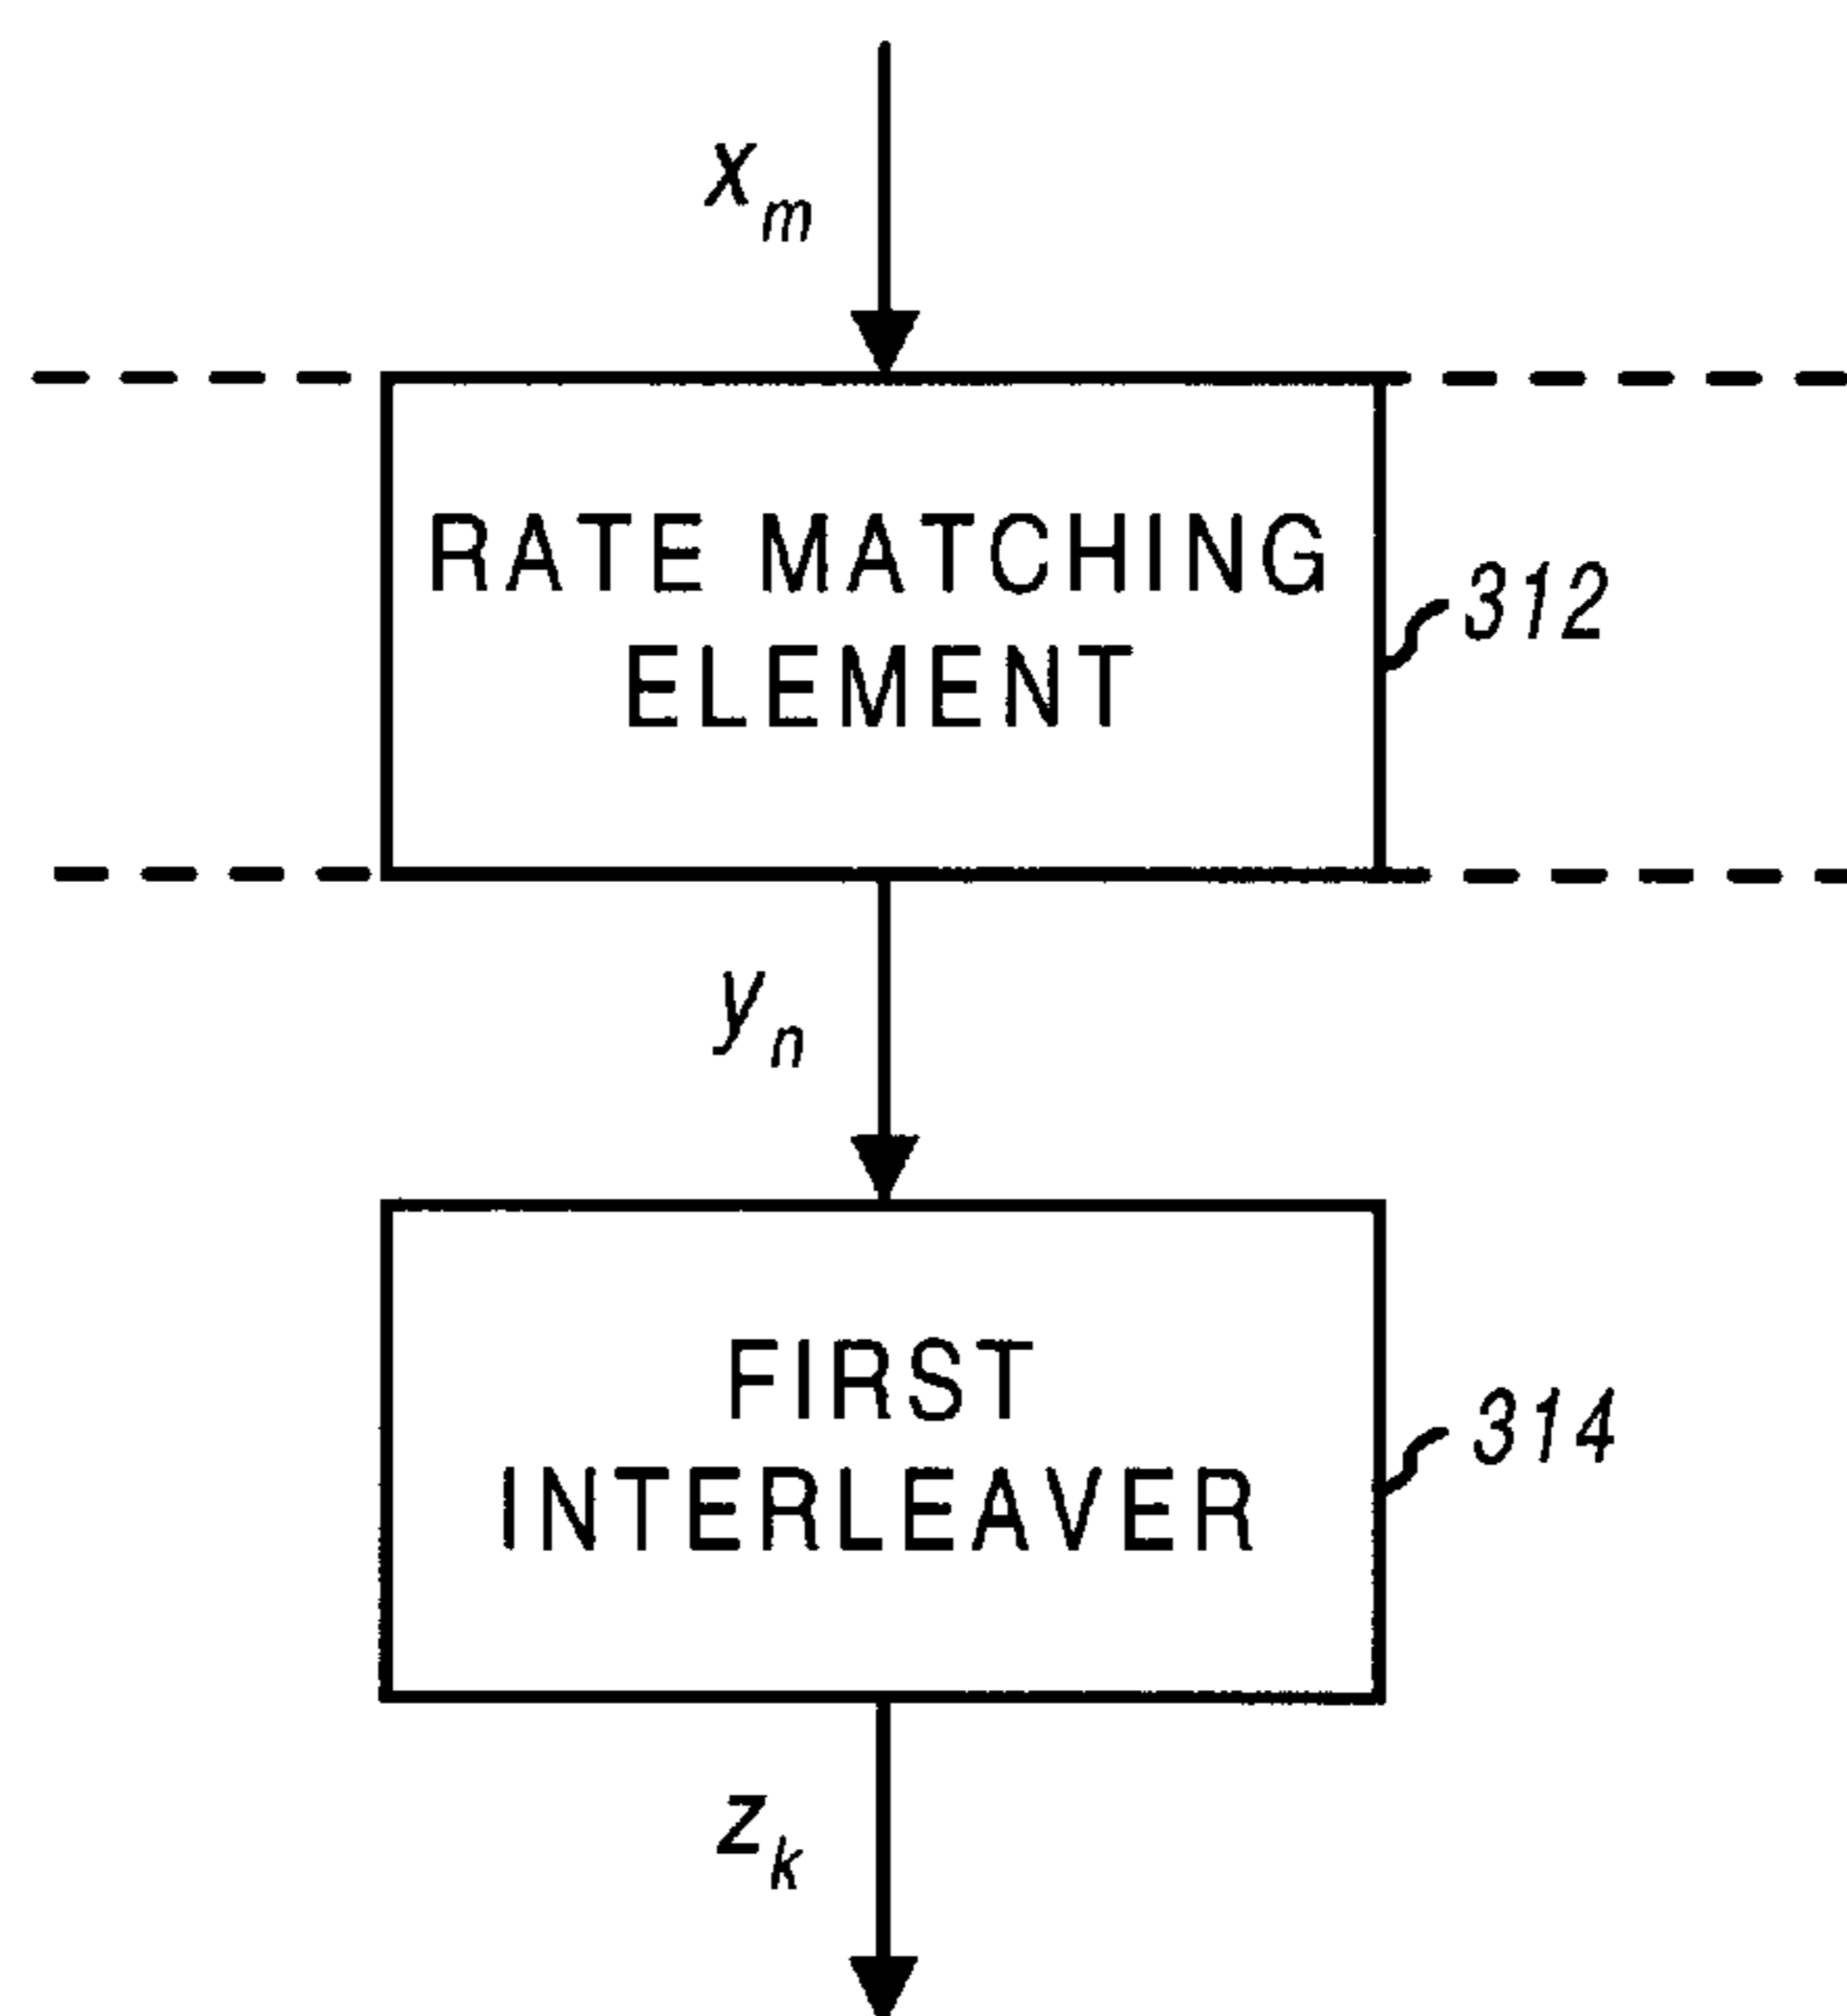 x_m
RATE MATCHING
ELEMENT
312
y_n
FIRST
INTERLEAVER
314
z_k